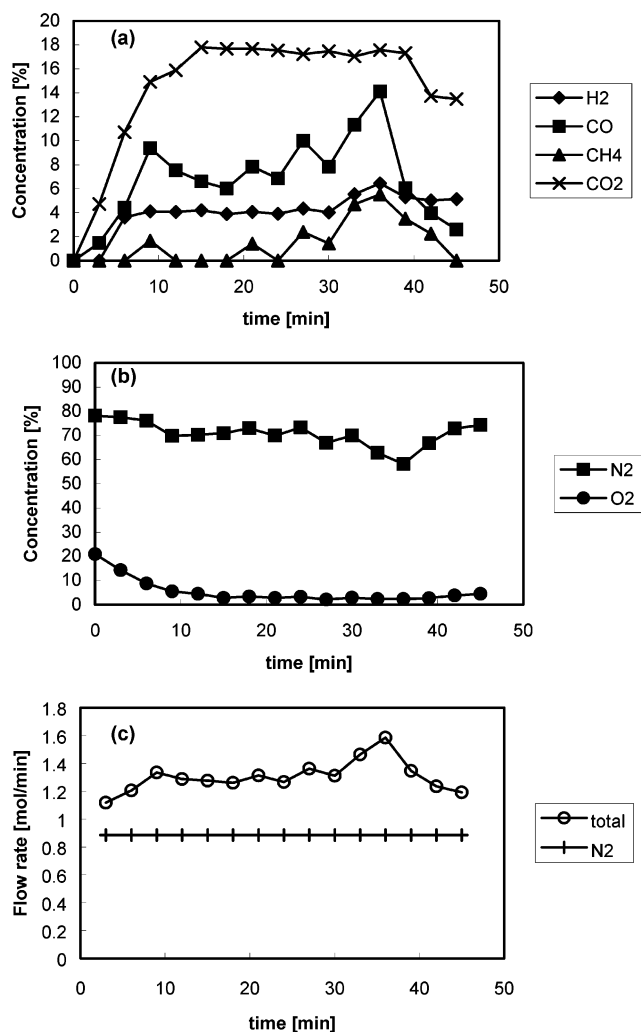 (a)
Concentration [%]
20
18
16
14
12
10
8
6
4
2
0
0 10 20 30 40 50
time [min]
H2
CO
CH4
CO2
(b)
Concentration [%]
100
90
80
70
60
50
40
30
20
10
0
0 10 20 30 40 50
time [min]
N2
O2
(c)
Flow rate [mol/min]
1.8
1.6
1.4
1.2
1
0.8
0.6
0.4
0.2
0
0 10 20 30 40 50
time [min]
total
N2